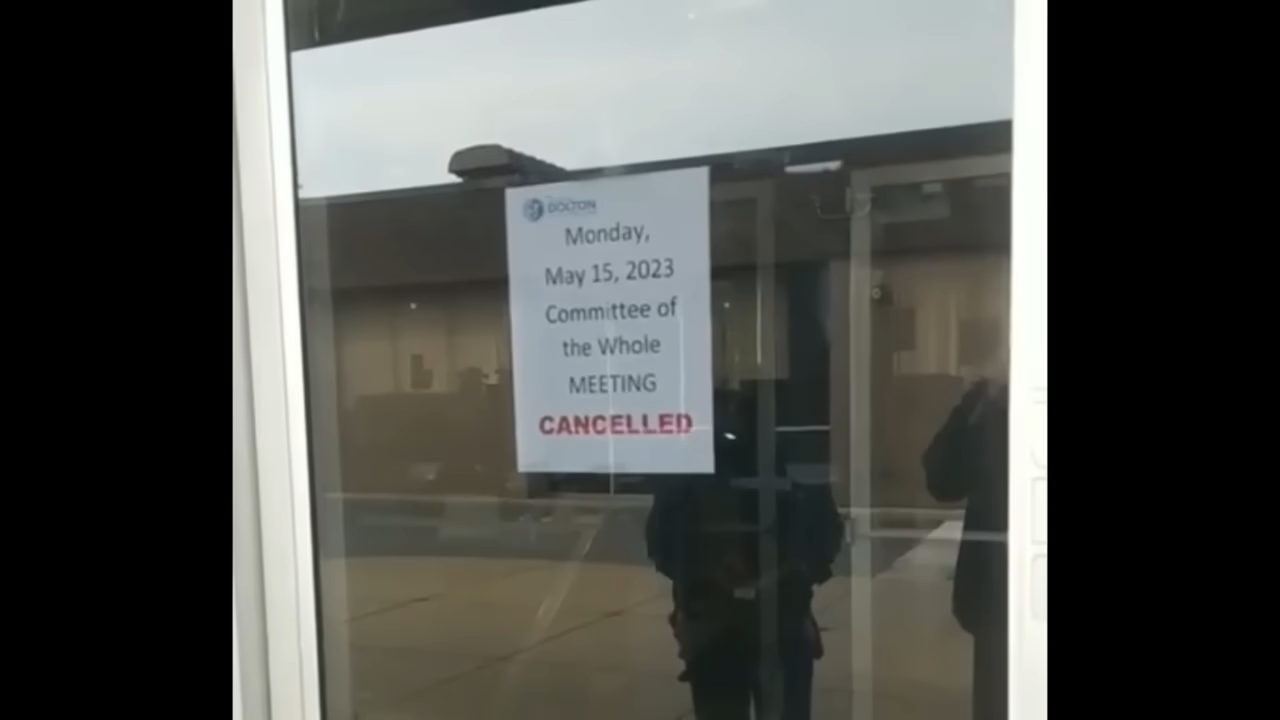 DOLTON
Monday,
May 15, 2023
Committee of
the Whole
MEETING
CANCELLED